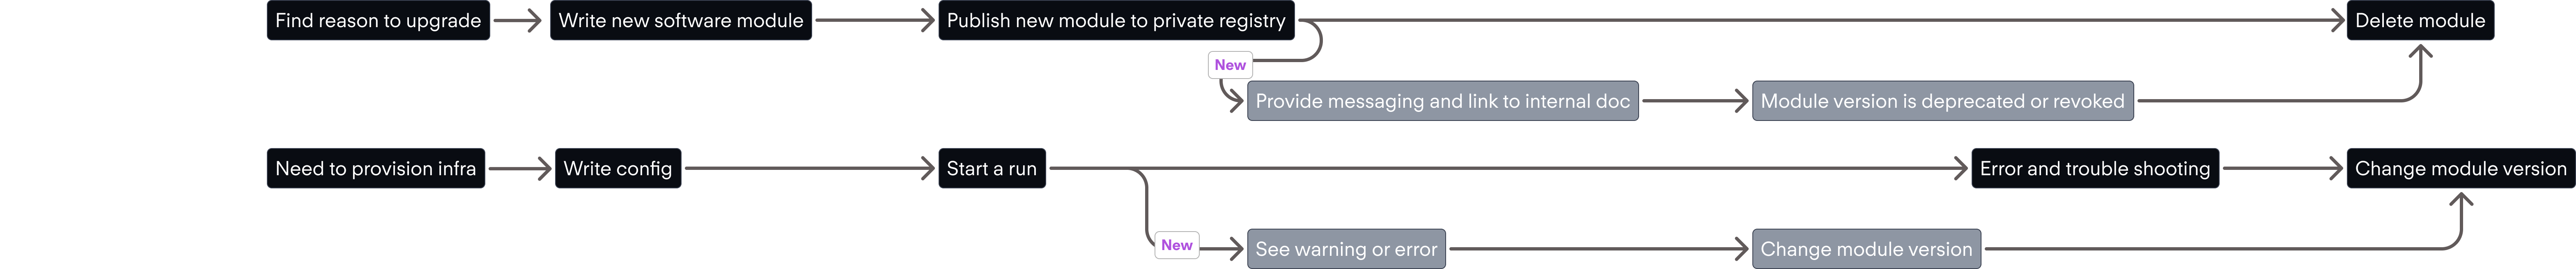 Find reason to upgrade
Write new software module
Publish new module to private registry
Delete module
New
Provide messaging and link to internal doc
Module version is deprecated or revoked
Need to provision infra
Write config
Start a run
Error and trouble shooting
Change module version
New
See warning or error
Change module version